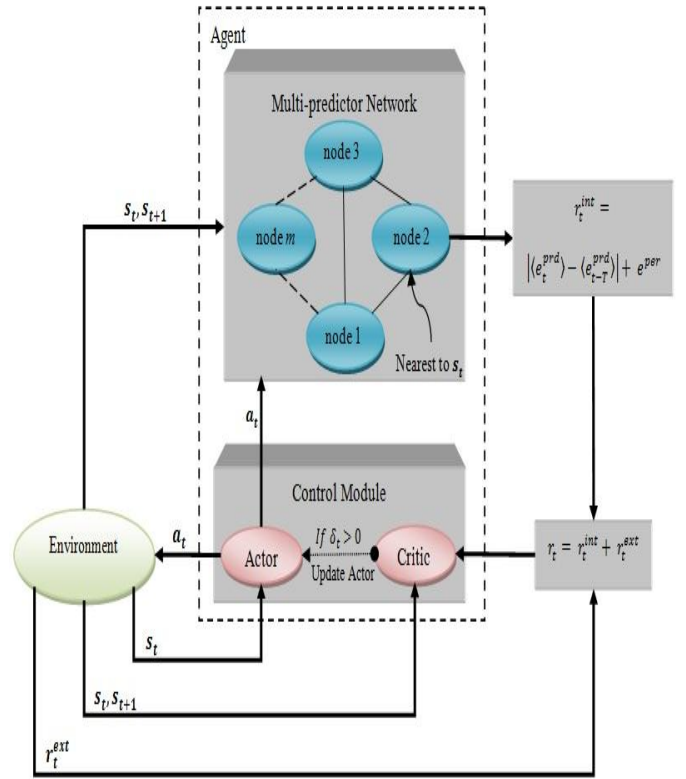 Agent
Multi-predictor Network
node 3
node m
node 2
node 1
Nearest to s_t
s_t, s_{t+1}
r_t^{int} =
|⟨e_t^{prd}⟩ − ⟨e_{t−T}^{prd}⟩| + e^{per}
a_t
Control Module
Environment
a_t
Actor
If δ_t > 0
Update Actor
Critic
r_t = r_t^{int} + r_t^{ext}
s_t
s_t, s_{t+1}
r_t^{ext}